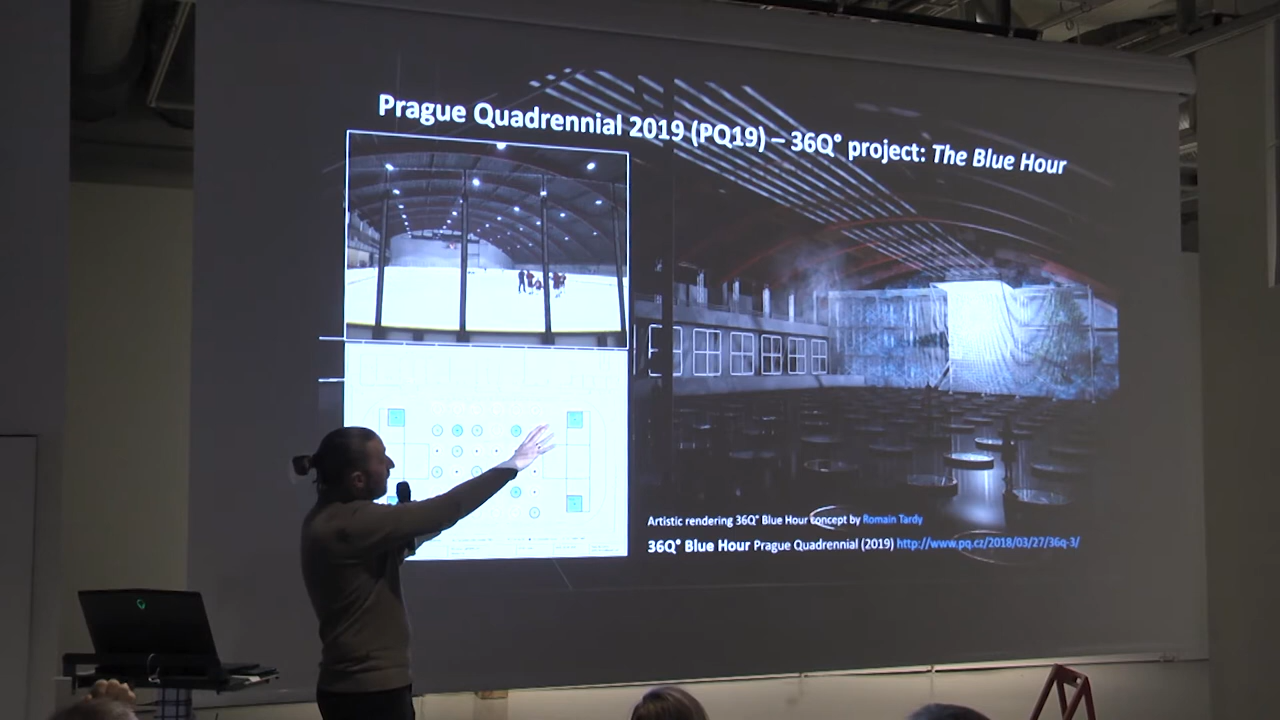 Prague Quadrennial 2019 (PQ19) – 36Q° project: The Blue Hour
Artistic rendering 36Q° Blue Hour concept by Romain Tardy
36Q° Blue Hour Prague Quadrennial (2019) http://www.pq.cz/2018/03/27/36q-3/